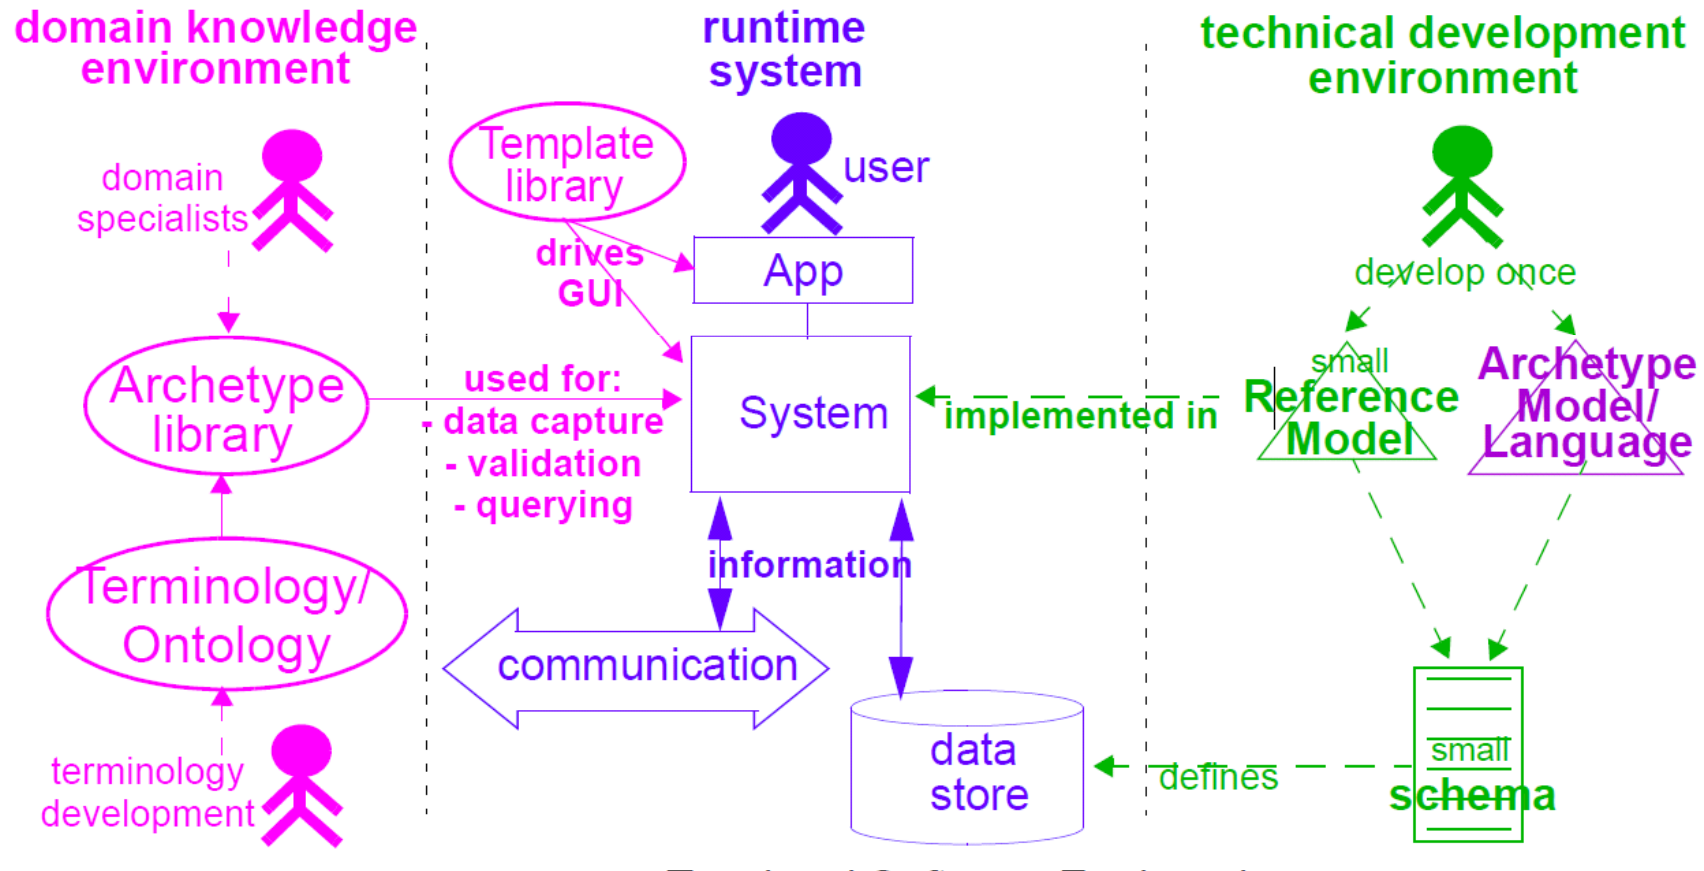 domain knowledge
environment
runtime
system
technical development
environment
domain
specialists
Template
library
user
drives
GUI
App
develop once
Archetype
library
used for:
- data capture
- validation
- querying
System
implemented in
small
Reference
Model
Archetype
Model/
Language
Terminology/
Ontology
information
communication
terminology
development
data
store
defines
small
schema